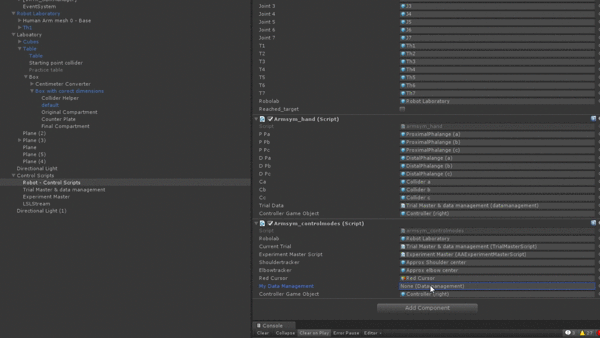 EventSystem
Robot Laboratory
Human Arm mesh 0 - Base
Th1
Laboatory
Cubes
Table
Table
Starting point collider
Practice table
Box
Centimeter Converter
Box with corect dimensions
Collider Helper
default
Original Compartment
Counter Plate
Final Compartment
Plane (2)
Plane (3)
Plane
Plane (5)
Plane (4)
Directional Light
Control Scripts
Robot - Control Scripts
Trial Master & data management
Experiment Master
LSLStream
Directional Light (1)
Joint 3 J3
Joint 4 J4
Joint 5 J5
Joint 6 J6
Joint 7 J7
T1 Th1
T2 Th2
T3 Th3
T4 Th4
T5 Th5
T6 Th6
T7 Th7
Robolab Robot Laboratory
Reached_target
Armsym_hand (Script)
Script armsym_hand
P Pa ProximalPhalange (a)
P Pb ProximalPhalange (b)
P Pc ProximalPhalange (c)
D Pa DistalPhalange (a)
D Pb DistalPhalange (b)
D Pc DistalPhalange (c)
Ca Collider a
Cb Collider b
Cc Collider c
Trial Data Trial Master & data management (datamanagement)
Controller Game Object Controller (right)
Armsym_controlmodes (Script)
Script armsym_controlmodes
Robolab Robot Laboratory
Current Trial Trial Master & data management (TrialMasterScript)
Experiment Master Script Experiment Master (AAExperimentMasterScript)
Shouldertracker Approx Shoulder center
Elbowtracker Approx elbow center
Red Cursor Red Cursor
My Data Management None (Datamanagement)
Controller Game Object Controller (right)
Add Component
Console
Clear Collapse Clear on Play Error Pause Editor
27